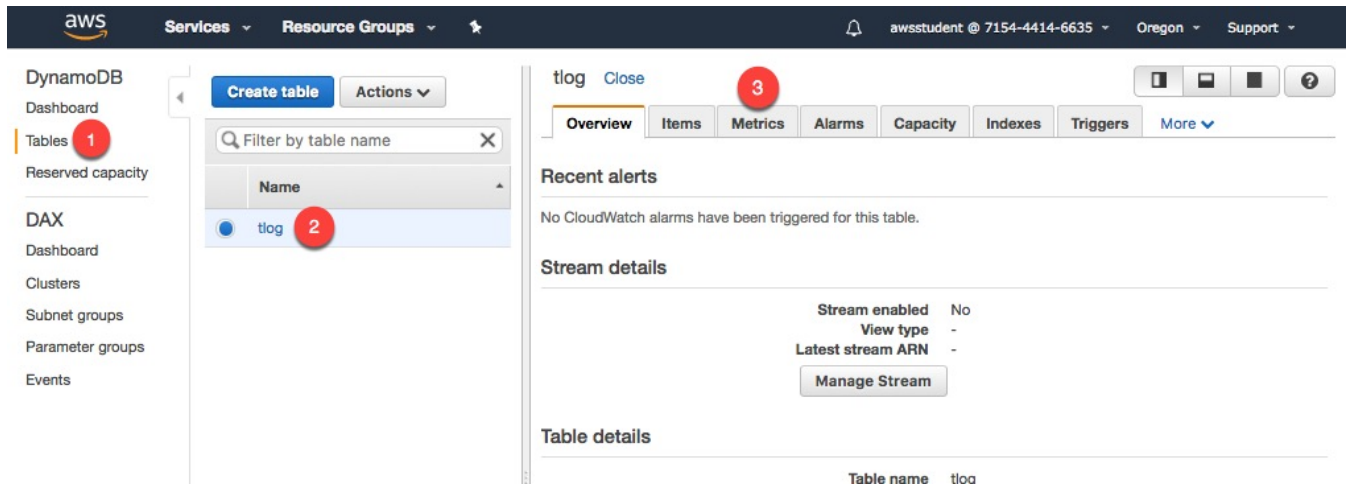 aws
Services
Resource Groups
awsstudent @ 7154-4414-6635
Oregon
Support
DynamoDB
Dashboard
Tables
1
Reserved capacity
DAX
Dashboard
Clusters
Subnet groups
Parameter groups
Events
Create table
Actions
Filter by table name
Name
tlog
2
tlog Close
3
Overview
Items
Metrics
Alarms
Capacity
Indexes
Triggers
More
Recent alerts
No CloudWatch alarms have been triggered for this table.
Stream details
Stream enabled No
View type -
Latest stream ARN -
Manage Stream
Table details
Table name tlog